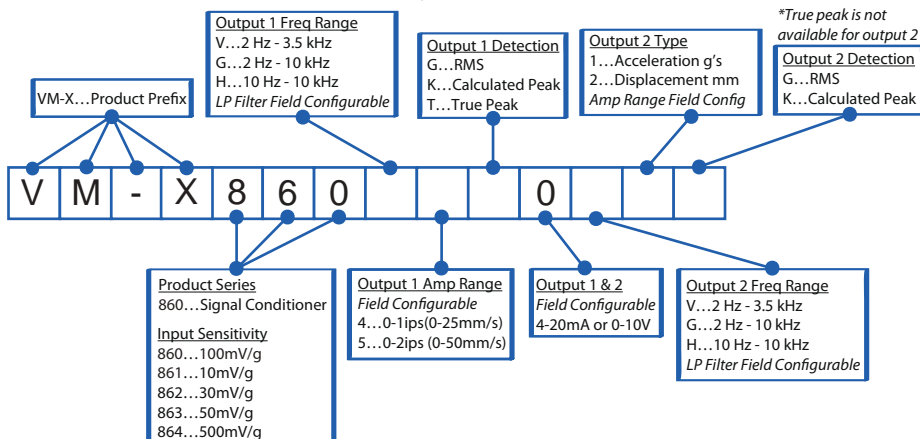 *True peak is not
available for output 2
Output 1 Freq Range
V...2 Hz - 3.5 kHz
G...2 Hz - 10 kHz
H...10 Hz - 10 kHz
LP Filter Field Configurable
Output 1 Detection
G...RMS
K...Calculated Peak
T...True Peak
Output 2 Type
1...Acceleration g's
2...Displacement mm
Amp Range Field Config
Output 2 Detection
G...RMS
K...Calculated Peak
VM-X...Product Prefix
V M - X 8 6 0 0
Product Series
860...Signal Conditioner
Input Sensitivity
860...100mV/g
861...10mV/g
862...30mV/g
863...50mV/g
864...500mV/g
Output 1 Amp Range
Field Configurable
4...0-1ips(0-25mm/s)
5...0-2ips (0-50mm/s)
Output 1 & 2
Field Configurable
4-20mA or 0-10V
Output 2 Freq Range
V...2 Hz - 3.5 kHz
G...2 Hz - 10 kHz
H...10 Hz - 10 kHz
LP Filter Field Configurable